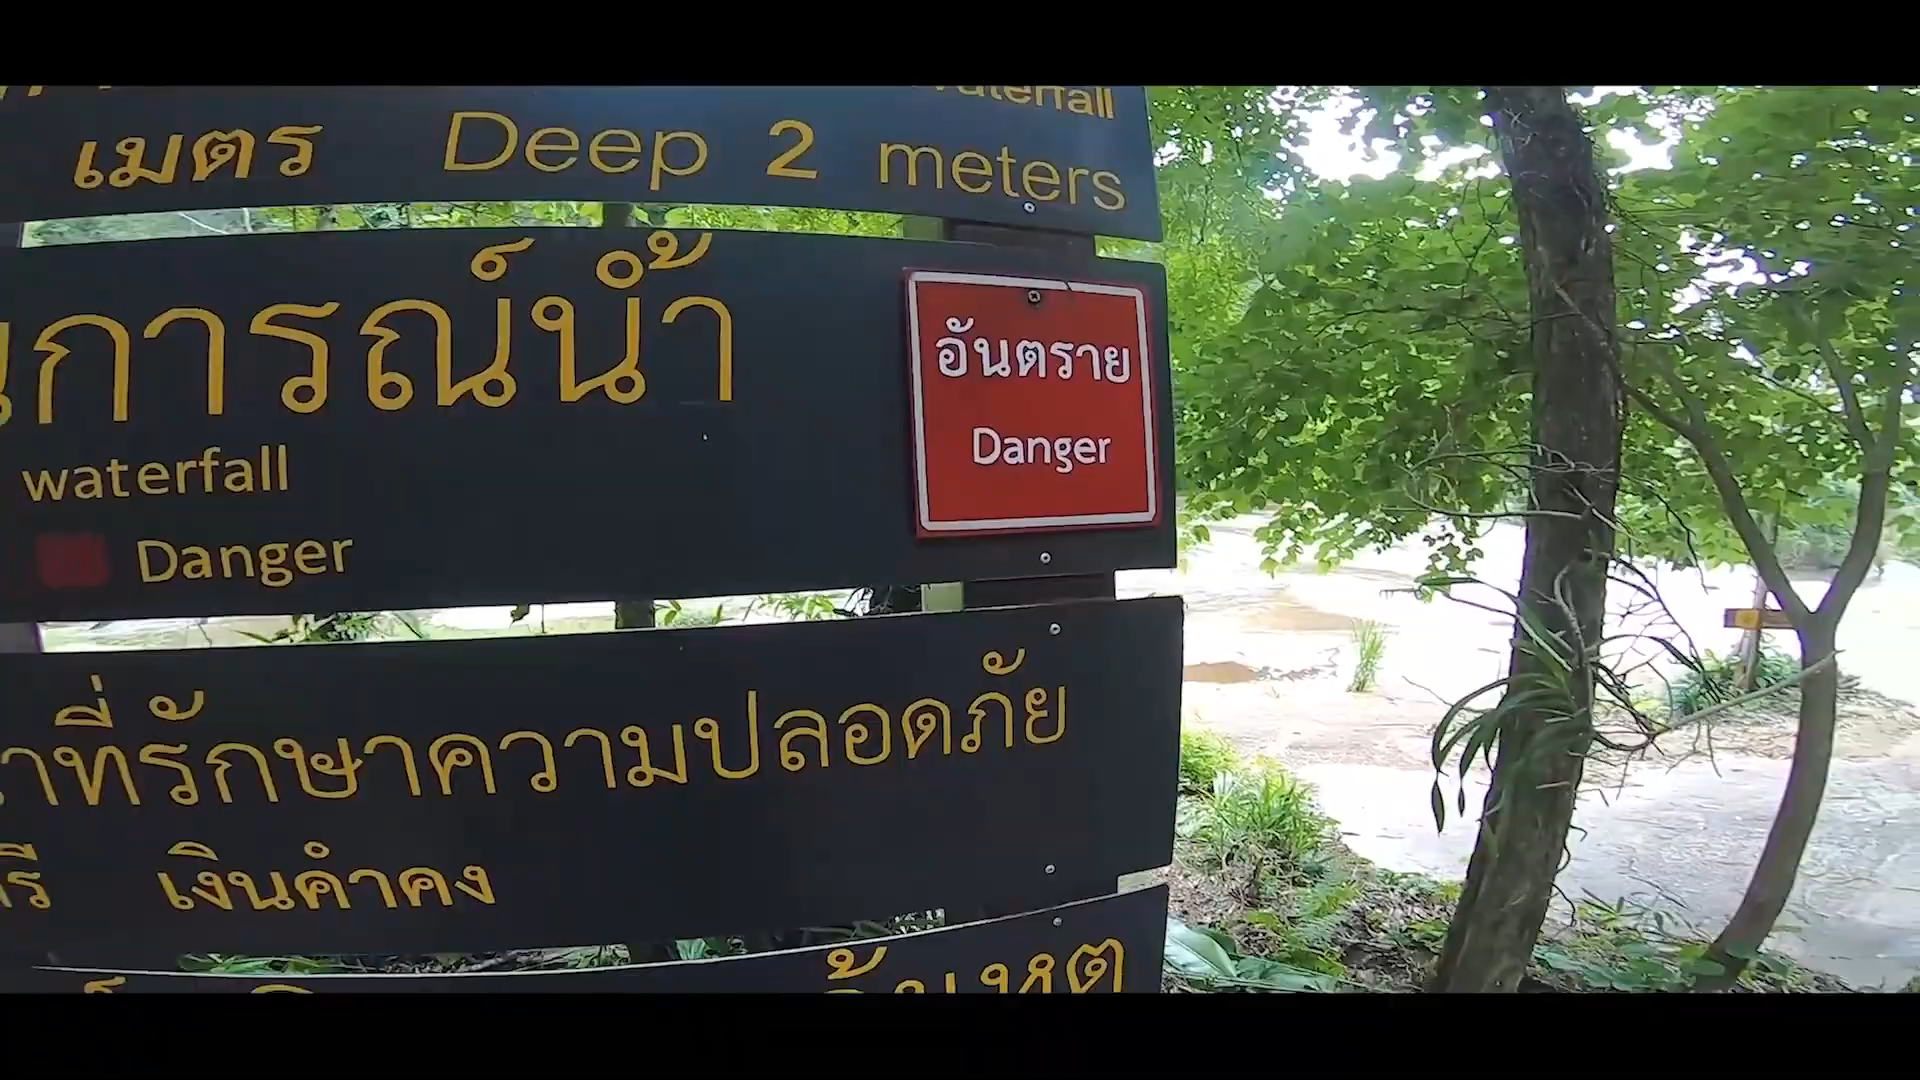 เมตร Deep 2 meters
การณ์น้ำ
อันตราย
Danger
waterfall
Danger
ที่รักษาความปลอดภัย
เงินคำคง